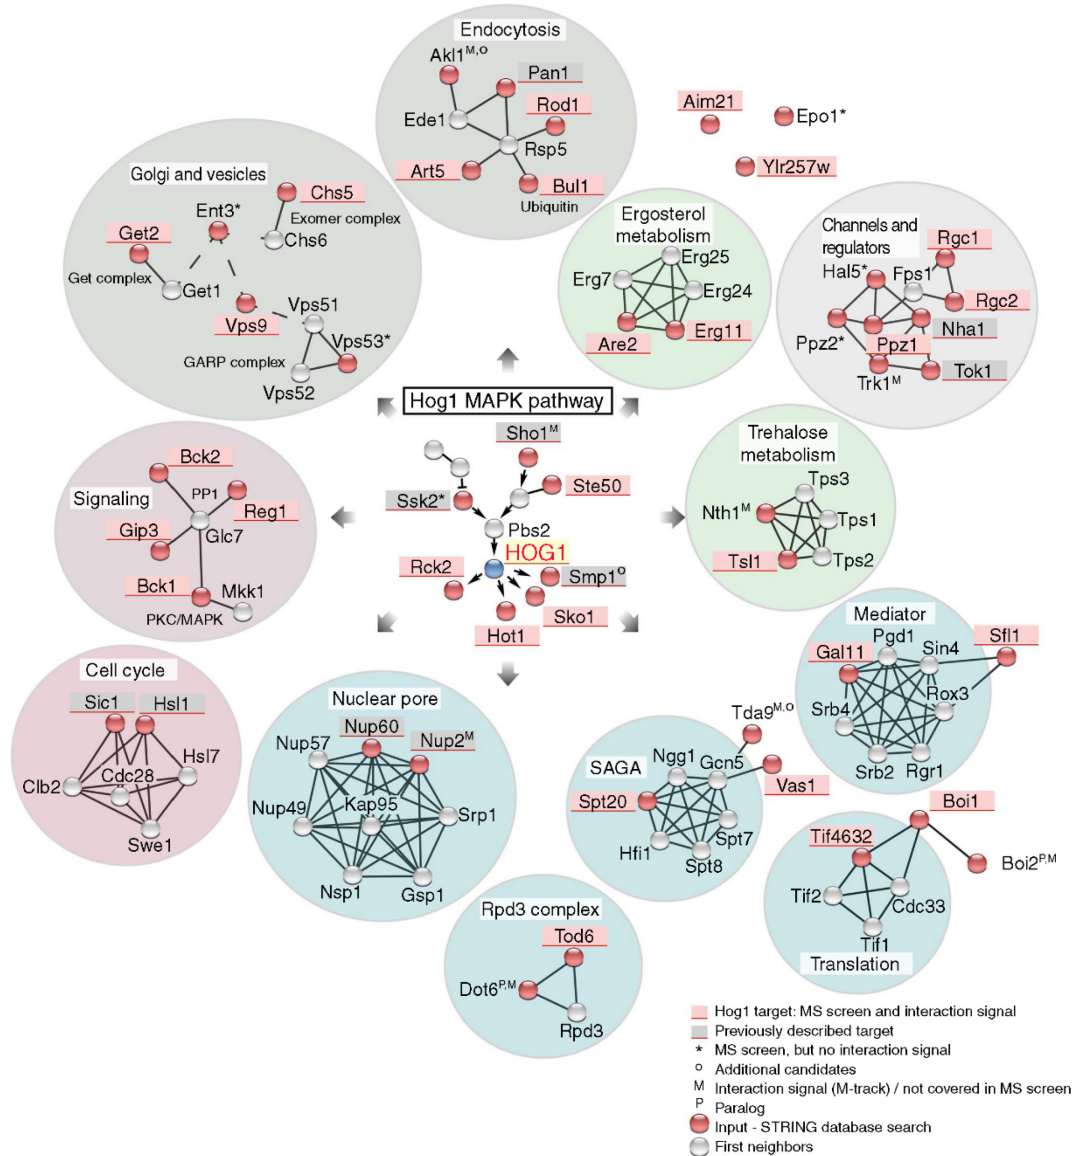 Endocytosis
Akl1M,O
Pan1
Rod1
Ede1
Rsp5
Art5
Bul1
Ubiquitin
Aim21
Epo1*
Ylr257w
Golgi and vesicles
Chs5
Ent3*
Exomer complex
Get2
Chs6
Get complex
Get1
Vps51
Vps9
Vps53*
GARP complex
Vps52
Ergosterol
metabolism
Erg25
Erg7
Erg24
Are2
Erg11
Channels and
regulators
Rgc1
Hal5*
Fps1
Rgc2
Nha1
Ppz2*
Ppz1
Trk1M
Tok1
Hog1 MAPK pathway
Sho1M
Ssk2*
Ste50
Pbs2
HOG1
Rck2
Smp1O
Sko1
Hot1
Trehalose
metabolism
Tps3
Nth1M
Tps1
Tsl1
Tps2
Bck2
Signaling
PP1
Reg1
Gip3
Glc7
Bck1
Mkk1
PKC/MAPK
Cell cycle
Sic1
Hsl1
Hsl7
Clb2
Cdc28
Swe1
Nuclear pore
Nup60
Nup57
Nup2M
Nup49
Kap95
Srp1
Nsp1
Gsp1
Mediator
Pgd1
Sfl1
Gal11
Sin4
Rox3
Srb4
Srb2
Rgr1
Tda9M,O
Ngg1
SAGA
Gcn5
Spt20
Vas1
Hfi1
Spt7
Spt8
Boi1
Tif4632
Boi2P,M
Tif2
Cdc33
Tif1
Translation
Rpd3 complex
Tod6
Dot6P,M
Rpd3
Hog1 target: MS screen and interaction signal
Previously described target
* MS screen, but no interaction signal
O Additional candidates
M Interaction signal (M-track) / not covered in MS screen
P Paralog
Input - STRING database search
First neighbors